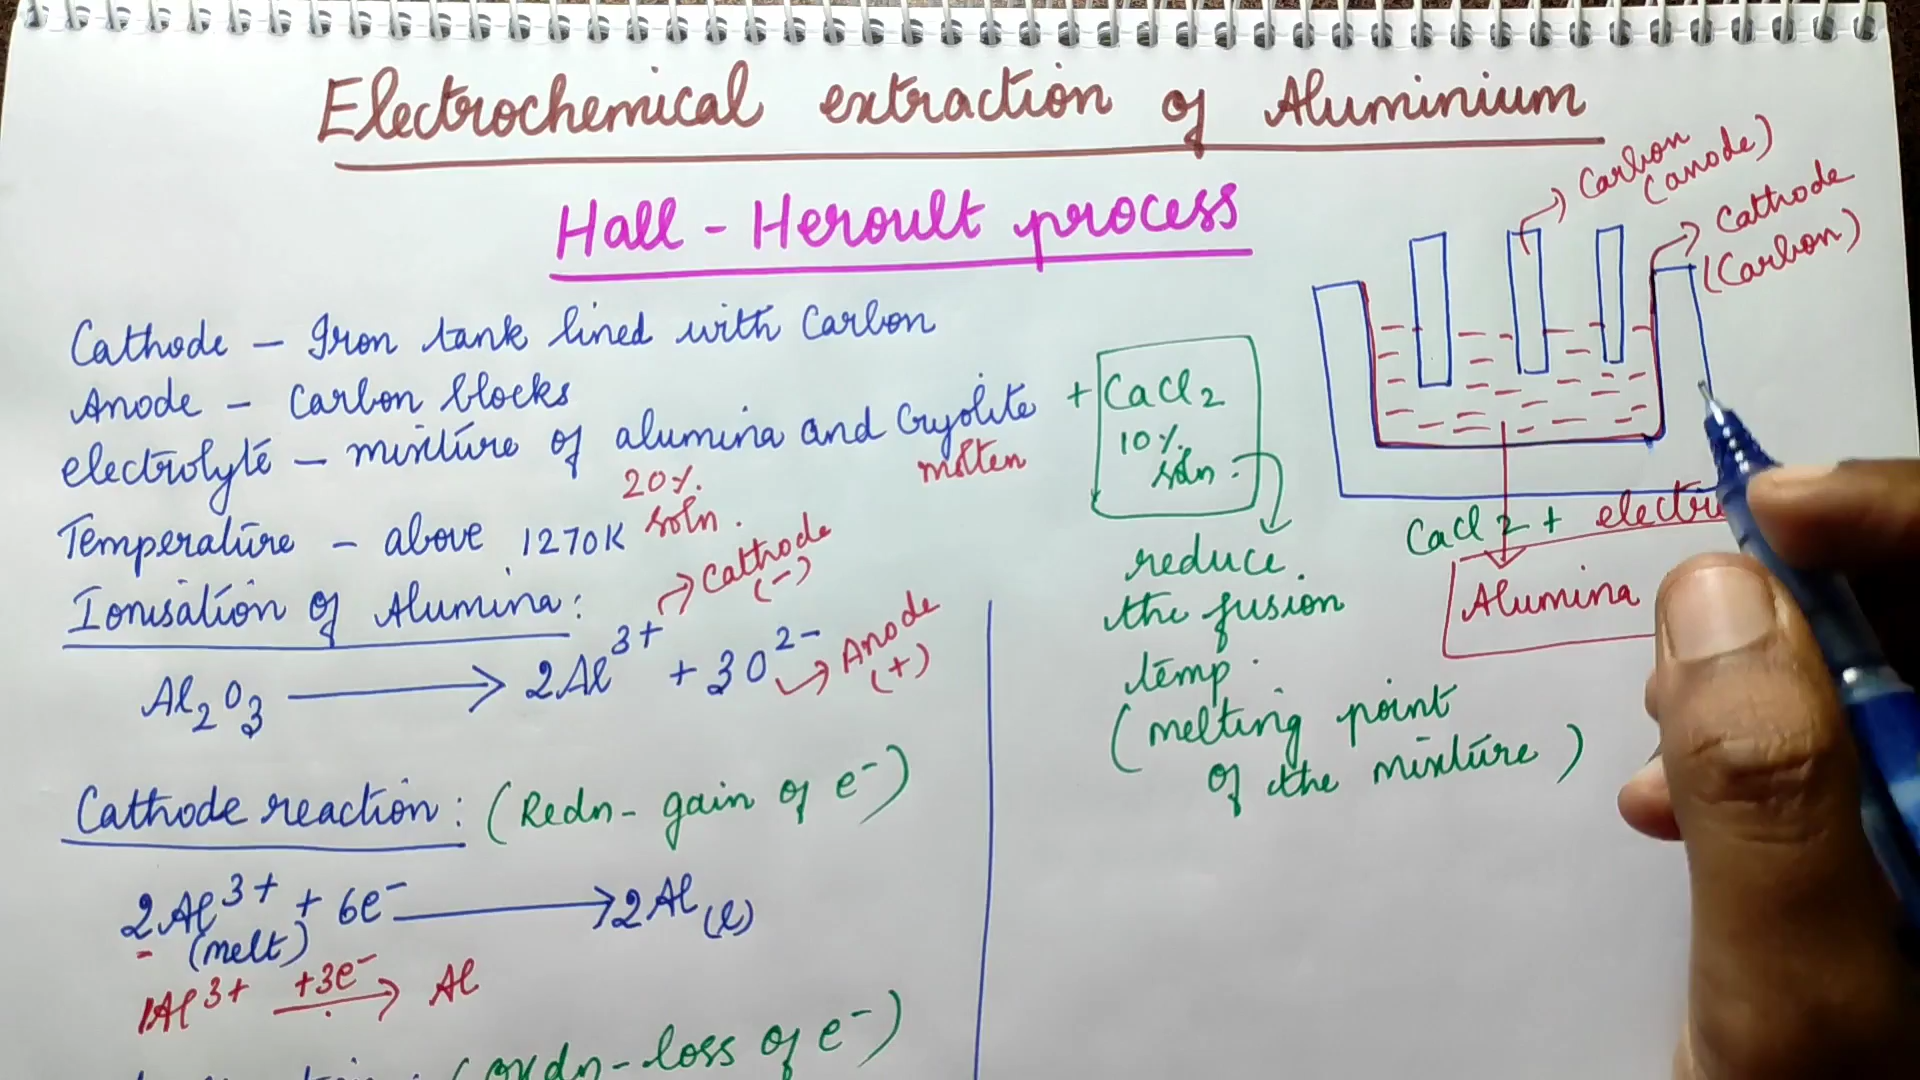 Electrochemical extraction of Aluminium
Hall - Heroult process
Cathode - Iron tank lined with Carbon
Anode - Carbon blocks
electrolyte - mixture of alumina and Cryolite + CaCl2
20% soln.
molten
10% soln.
Temperature - above 1270K
Ionisation of Alumina:
Al2O3 → 2Al3+ + 3O2-
Cathode (-)
Anode (+)
Cathode reaction: (Redn- gain of e-)
2Al3+ + 6e- → 2Al (l)
(melt)
1Al3+ +3e- → Al
(oxdn-loss of e-)
reduce
the fusion
temp.
(melting point
of the mixture)
Carbon
(anode)
Cathode
(Carbon)
CaCl2 +
Alumina